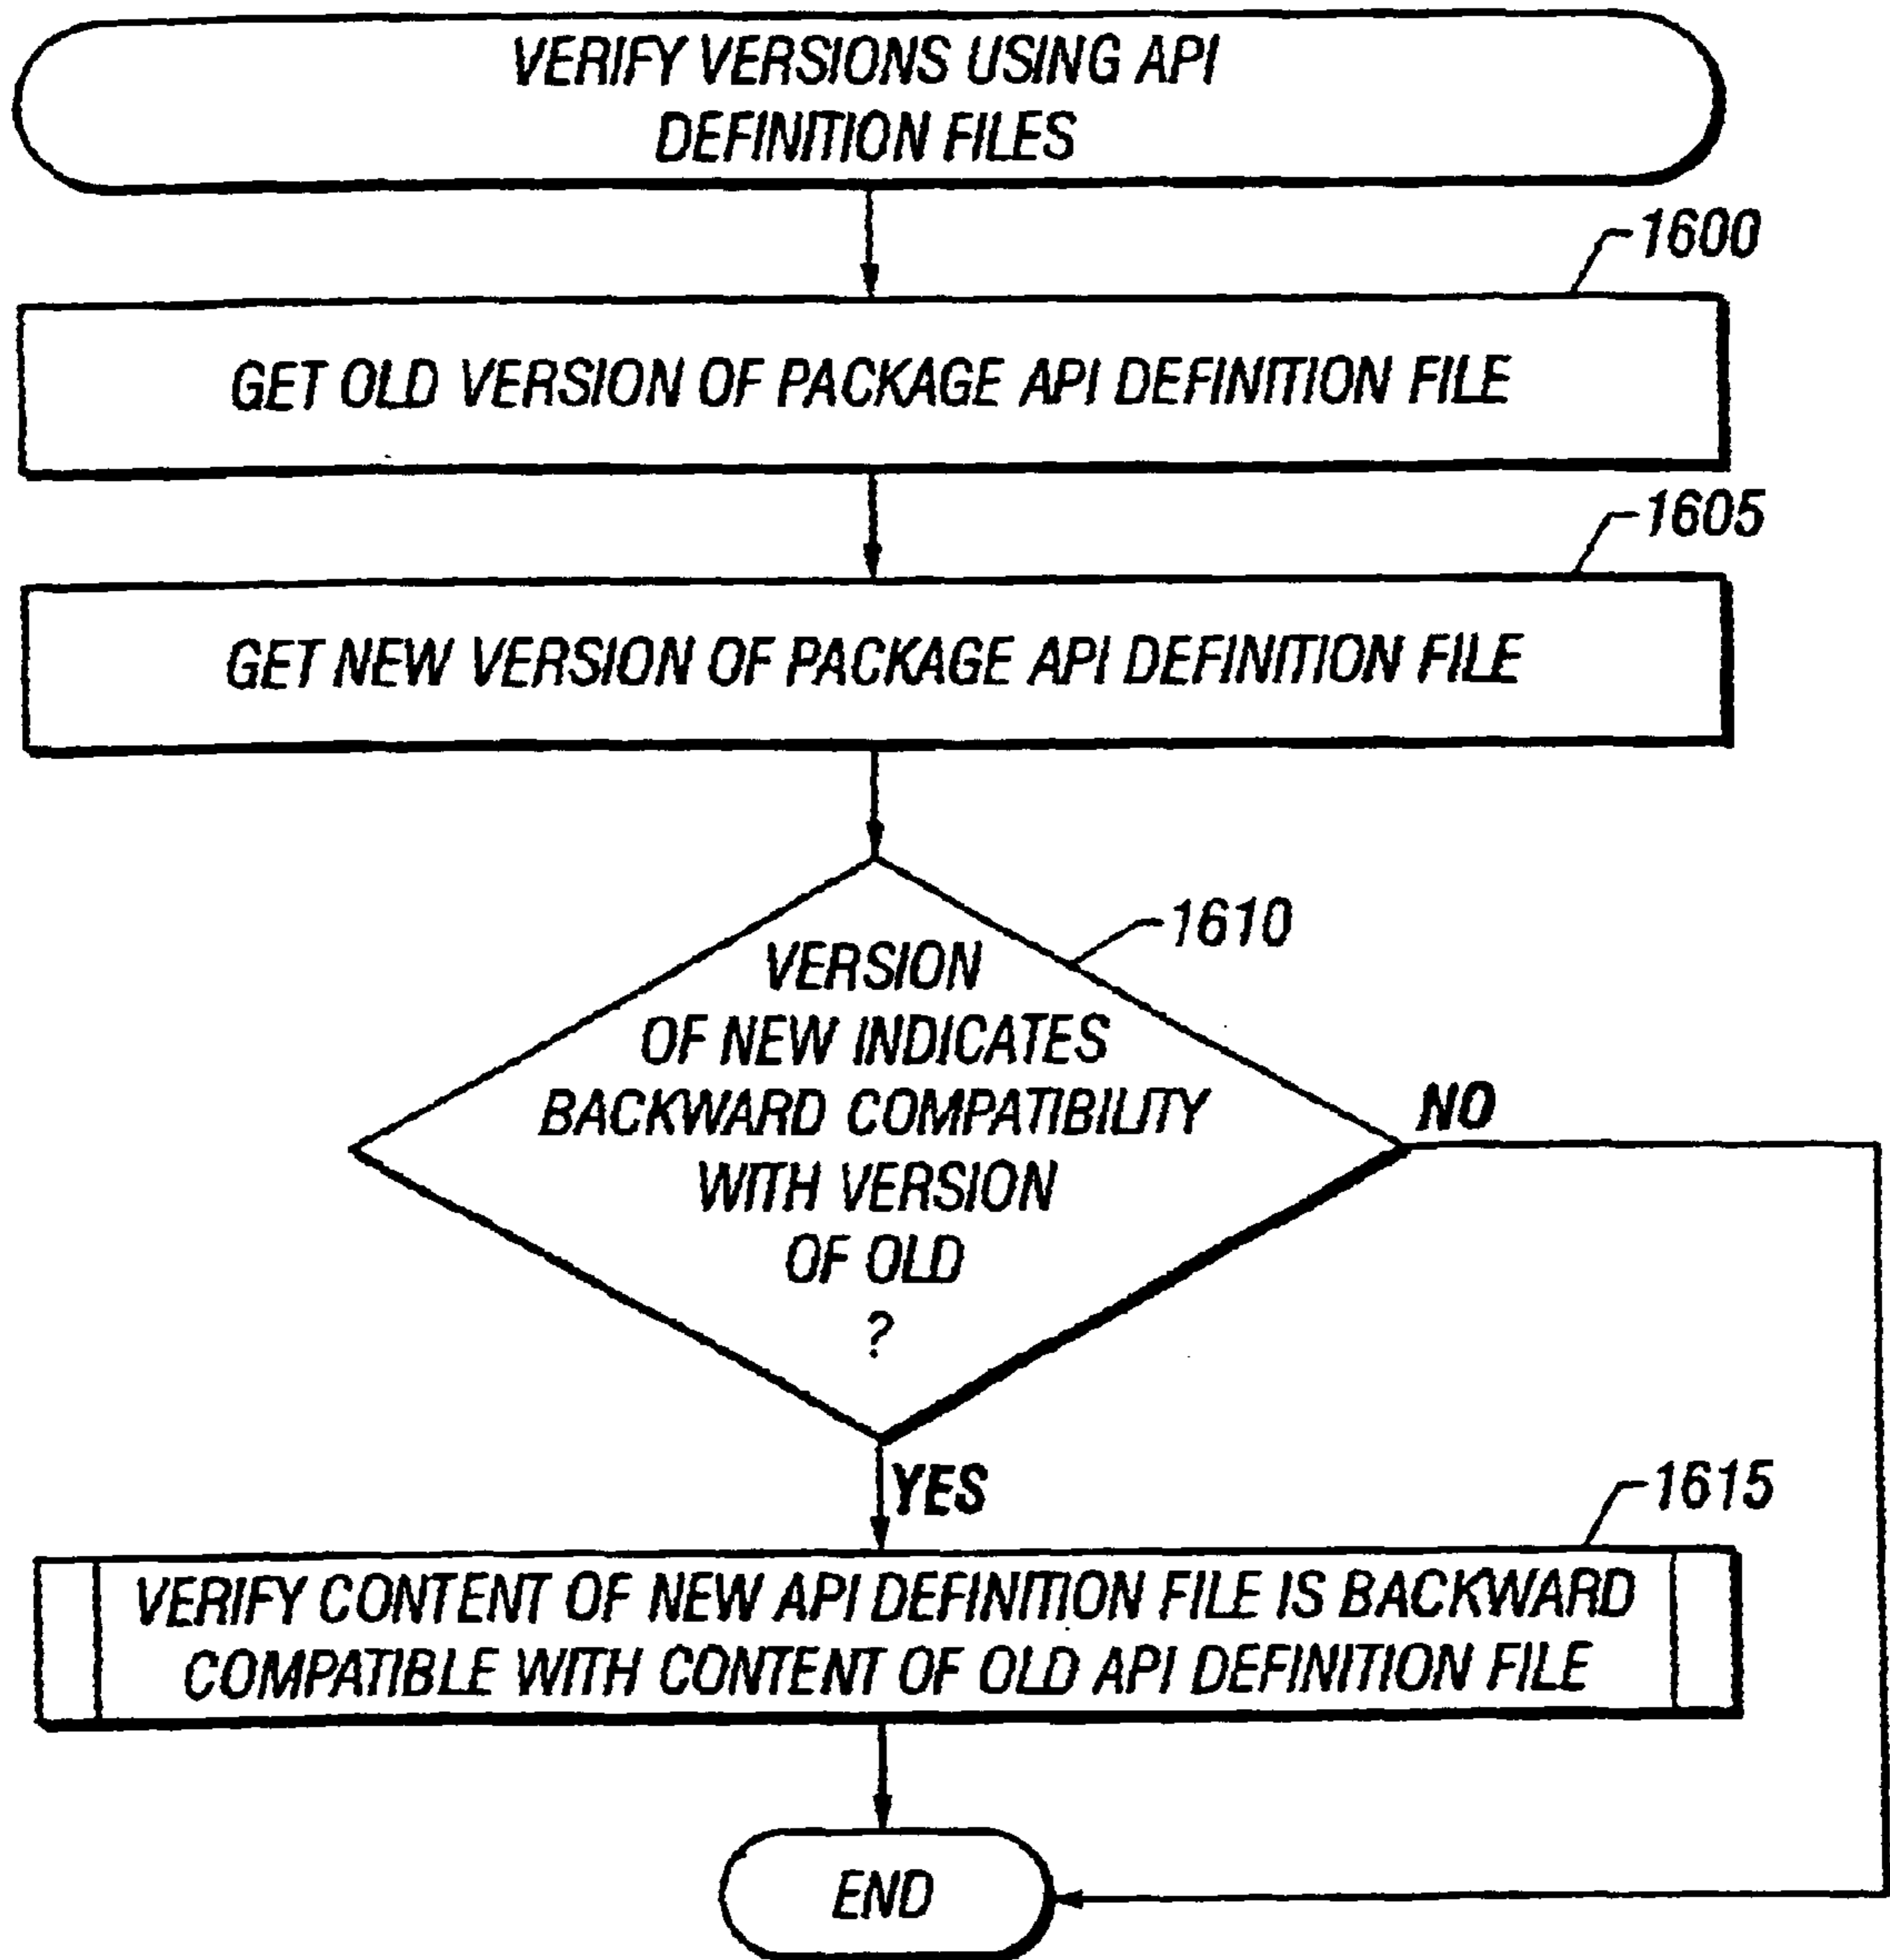 VERIFY VERSIONS USING API
DEFINITION FILES
1600
GET OLD VERSION OF PACKAGE API DEFINITION FILE
1605
GET NEW VERSION OF PACKAGE API DEFINITION FILE
1610
VERSION
OF NEW INDICATES
BACKWARD COMPATIBILITY
WITH VERSION
OF OLD
?
NO
YES
1615
VERIFY CONTENT OF NEW API DEFINITION FILE IS BACKWARD
COMPATIBLE WITH CONTENT OF OLD API DEFINITION FILE
END